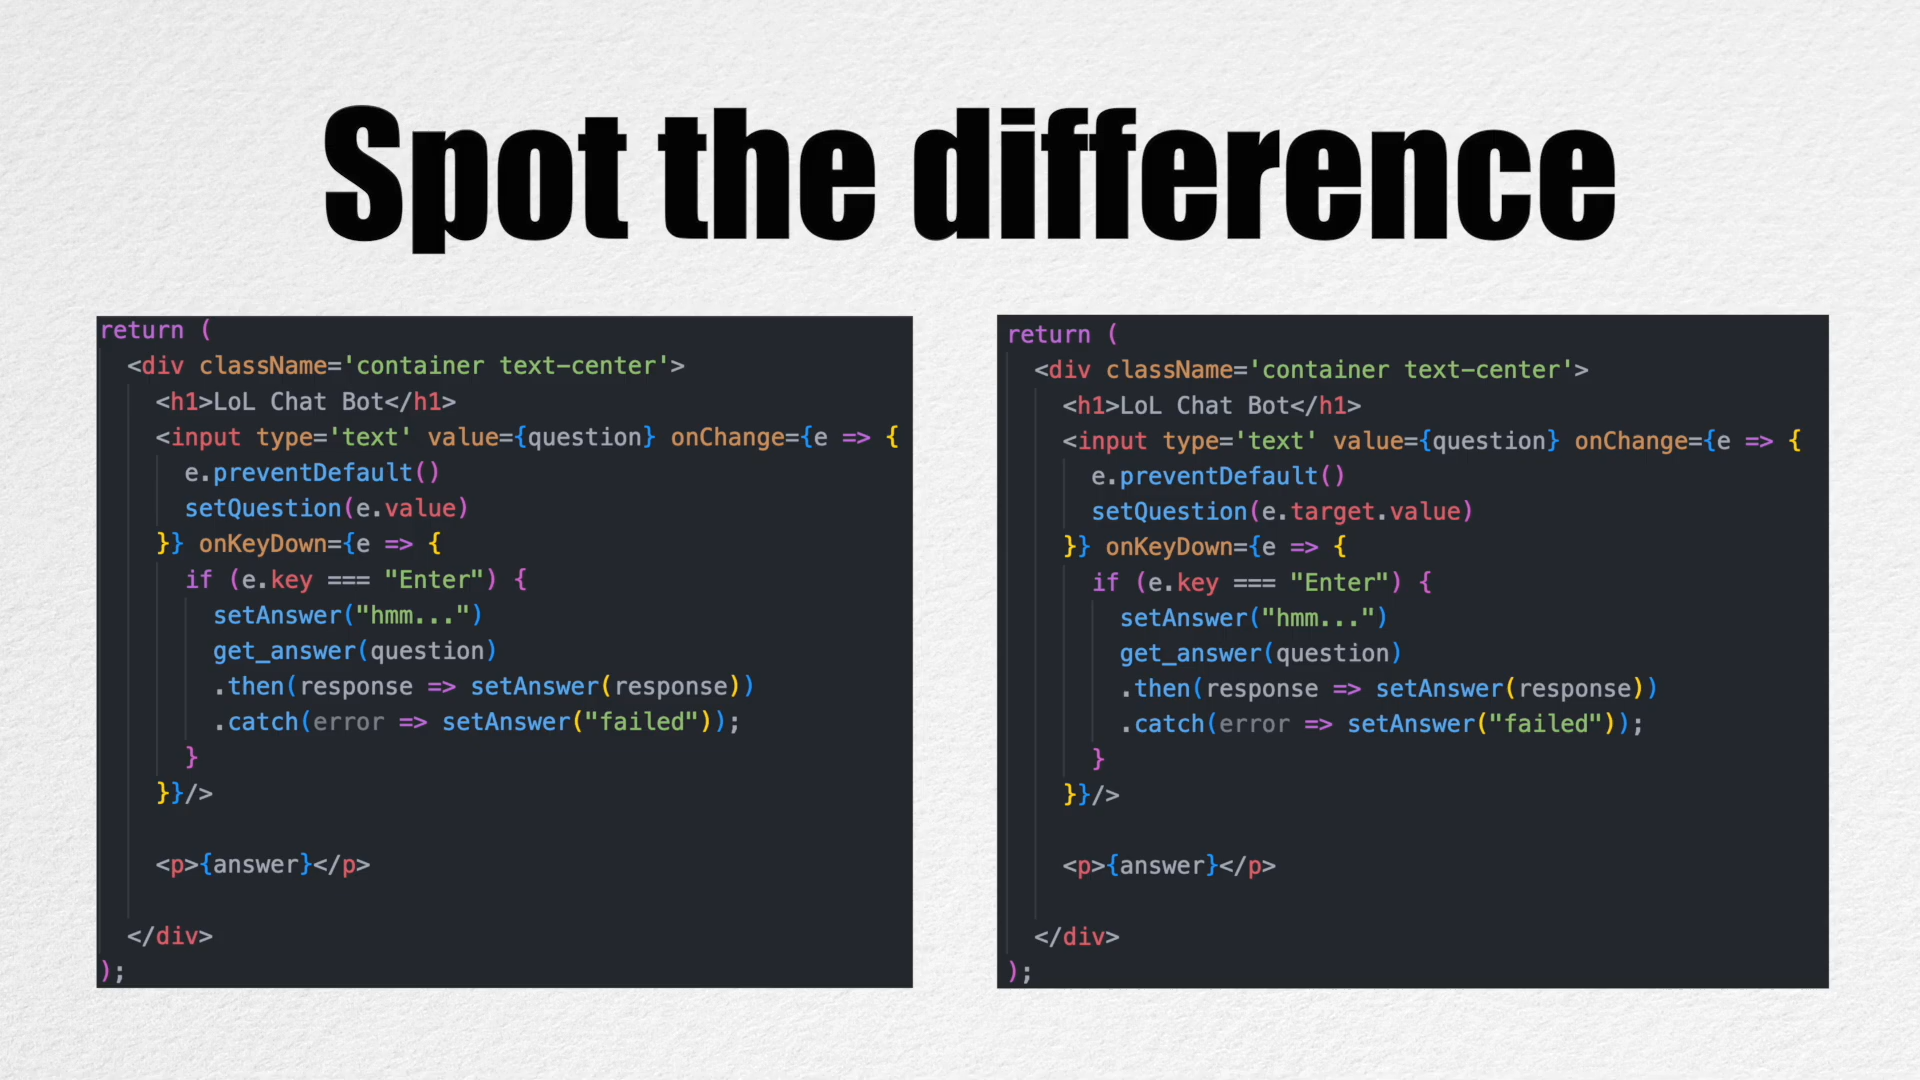 Spot the difference
return (
<div className='container text-center'>
<h1>LoL Chat Bot</h1>
<input type='text' value={question} onChange={e => {
e.preventDefault()
setQuestion(e.value)
}} onKeyDown={e => {
if (e.key === "Enter") {
setAnswer("hmm...")
get_answer(question)
.then(response => setAnswer(response))
.catch(error => setAnswer("failed"));
}
}}/>
<p>{answer}</p>
</div>
);
return (
<div className='container text-center'>
<h1>LoL Chat Bot</h1>
<input type='text' value={question} onChange={e => {
e.preventDefault()
setQuestion(e.target.value)
}} onKeyDown={e => {
if (e.key === "Enter") {
setAnswer("hmm...")
get_answer(question)
.then(response => setAnswer(response))
.catch(error => setAnswer("failed"));
}
}}/>
<p>{answer}</p>
</div>
);